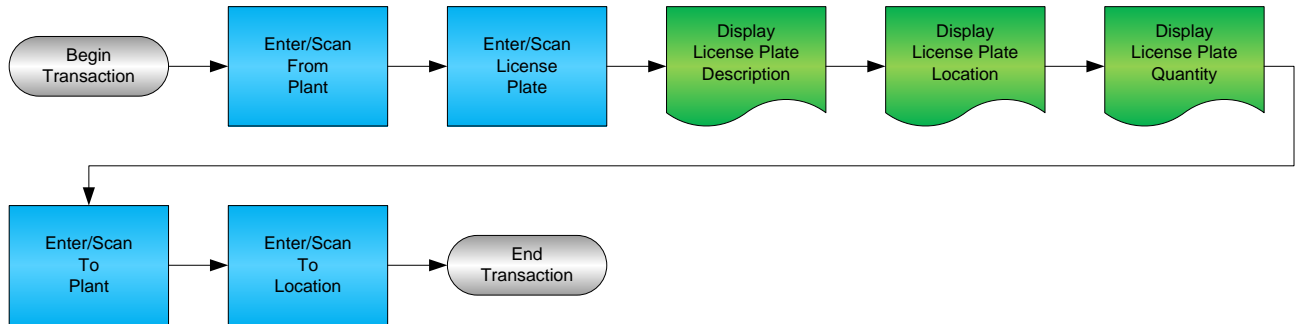 Begin
Transaction
Enter/Scan
From
Plant
Enter/Scan
License
Plate
Display
License Plate
Description
Display
License Plate
Location
Display
License Plate
Quantity
Enter/Scan
To
Plant
Enter/Scan
To
Location
End
Transaction